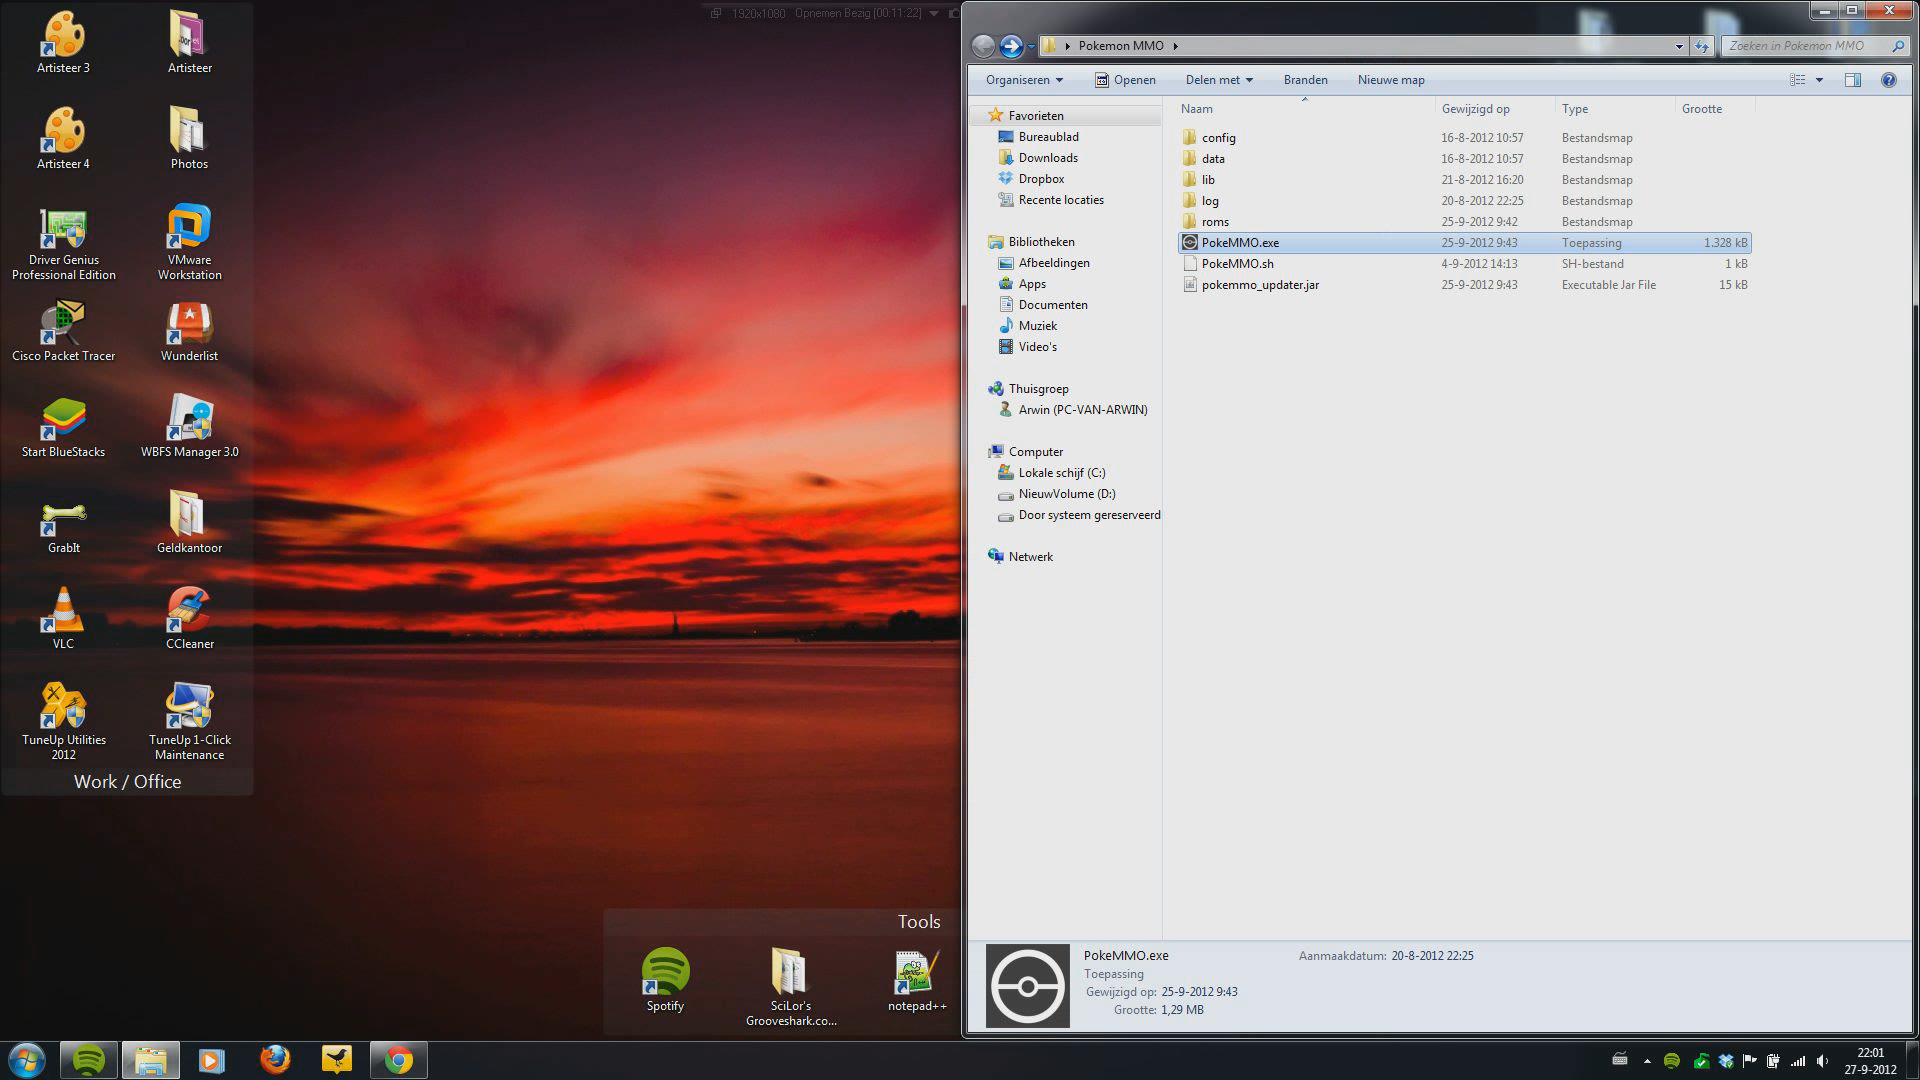 1920x1080 Opnemen Bezig [00:11:22]
Artisteer 3
Artisteer
Artisteer 4
Photos
Driver Genius
Professional Edition
VMware
Workstation
Cisco Packet Tracer
Wunderlist
Start BlueStacks
WBFS Manager 3.0
GrabIt
Geldkantoor
VLC
CCleaner
TuneUp Utilities
2012
TuneUp 1-Click
Maintenance
Work / Office
Tools
Spotify
SciLor's
Grooveshark.co...
notepad++
Pokemon MMO
Zoeken in Pokemon MMO
Organiseren Openen Delen met Branden Nieuwe map
Naam Gewijzigd op Type Grootte
Favorieten
Bureaublad
Downloads
Dropbox
Recente locaties
Bibliotheken
Afbeeldingen
Apps
Documenten
Muziek
Video's
Thuisgroep
Arwin (PC-VAN-ARWIN)
Computer
Lokale schijf (C:)
NieuwVolume (D:)
Door systeem gereserveerd
Netwerk
config 16-8-2012 10:57 Bestandsmap
data 16-8-2012 10:57 Bestandsmap
lib 21-8-2012 16:20 Bestandsmap
log 20-8-2012 22:25 Bestandsmap
roms 25-9-2012 9:42 Bestandsmap
PokeMMO.exe 25-9-2012 9:43 Toepassing 1.328 kB
PokeMMO.sh 4-9-2012 14:13 SH-bestand 1 kB
pokemmo_updater.jar 25-9-2012 9:43 Executable Jar File 15 kB
PokeMMO.exe Aanmaakdatum: 20-8-2012 22:25
Toepassing
Gewijzigd op: 25-9-2012 9:43
Grootte: 1,29 MB
22:01
27-9-2012